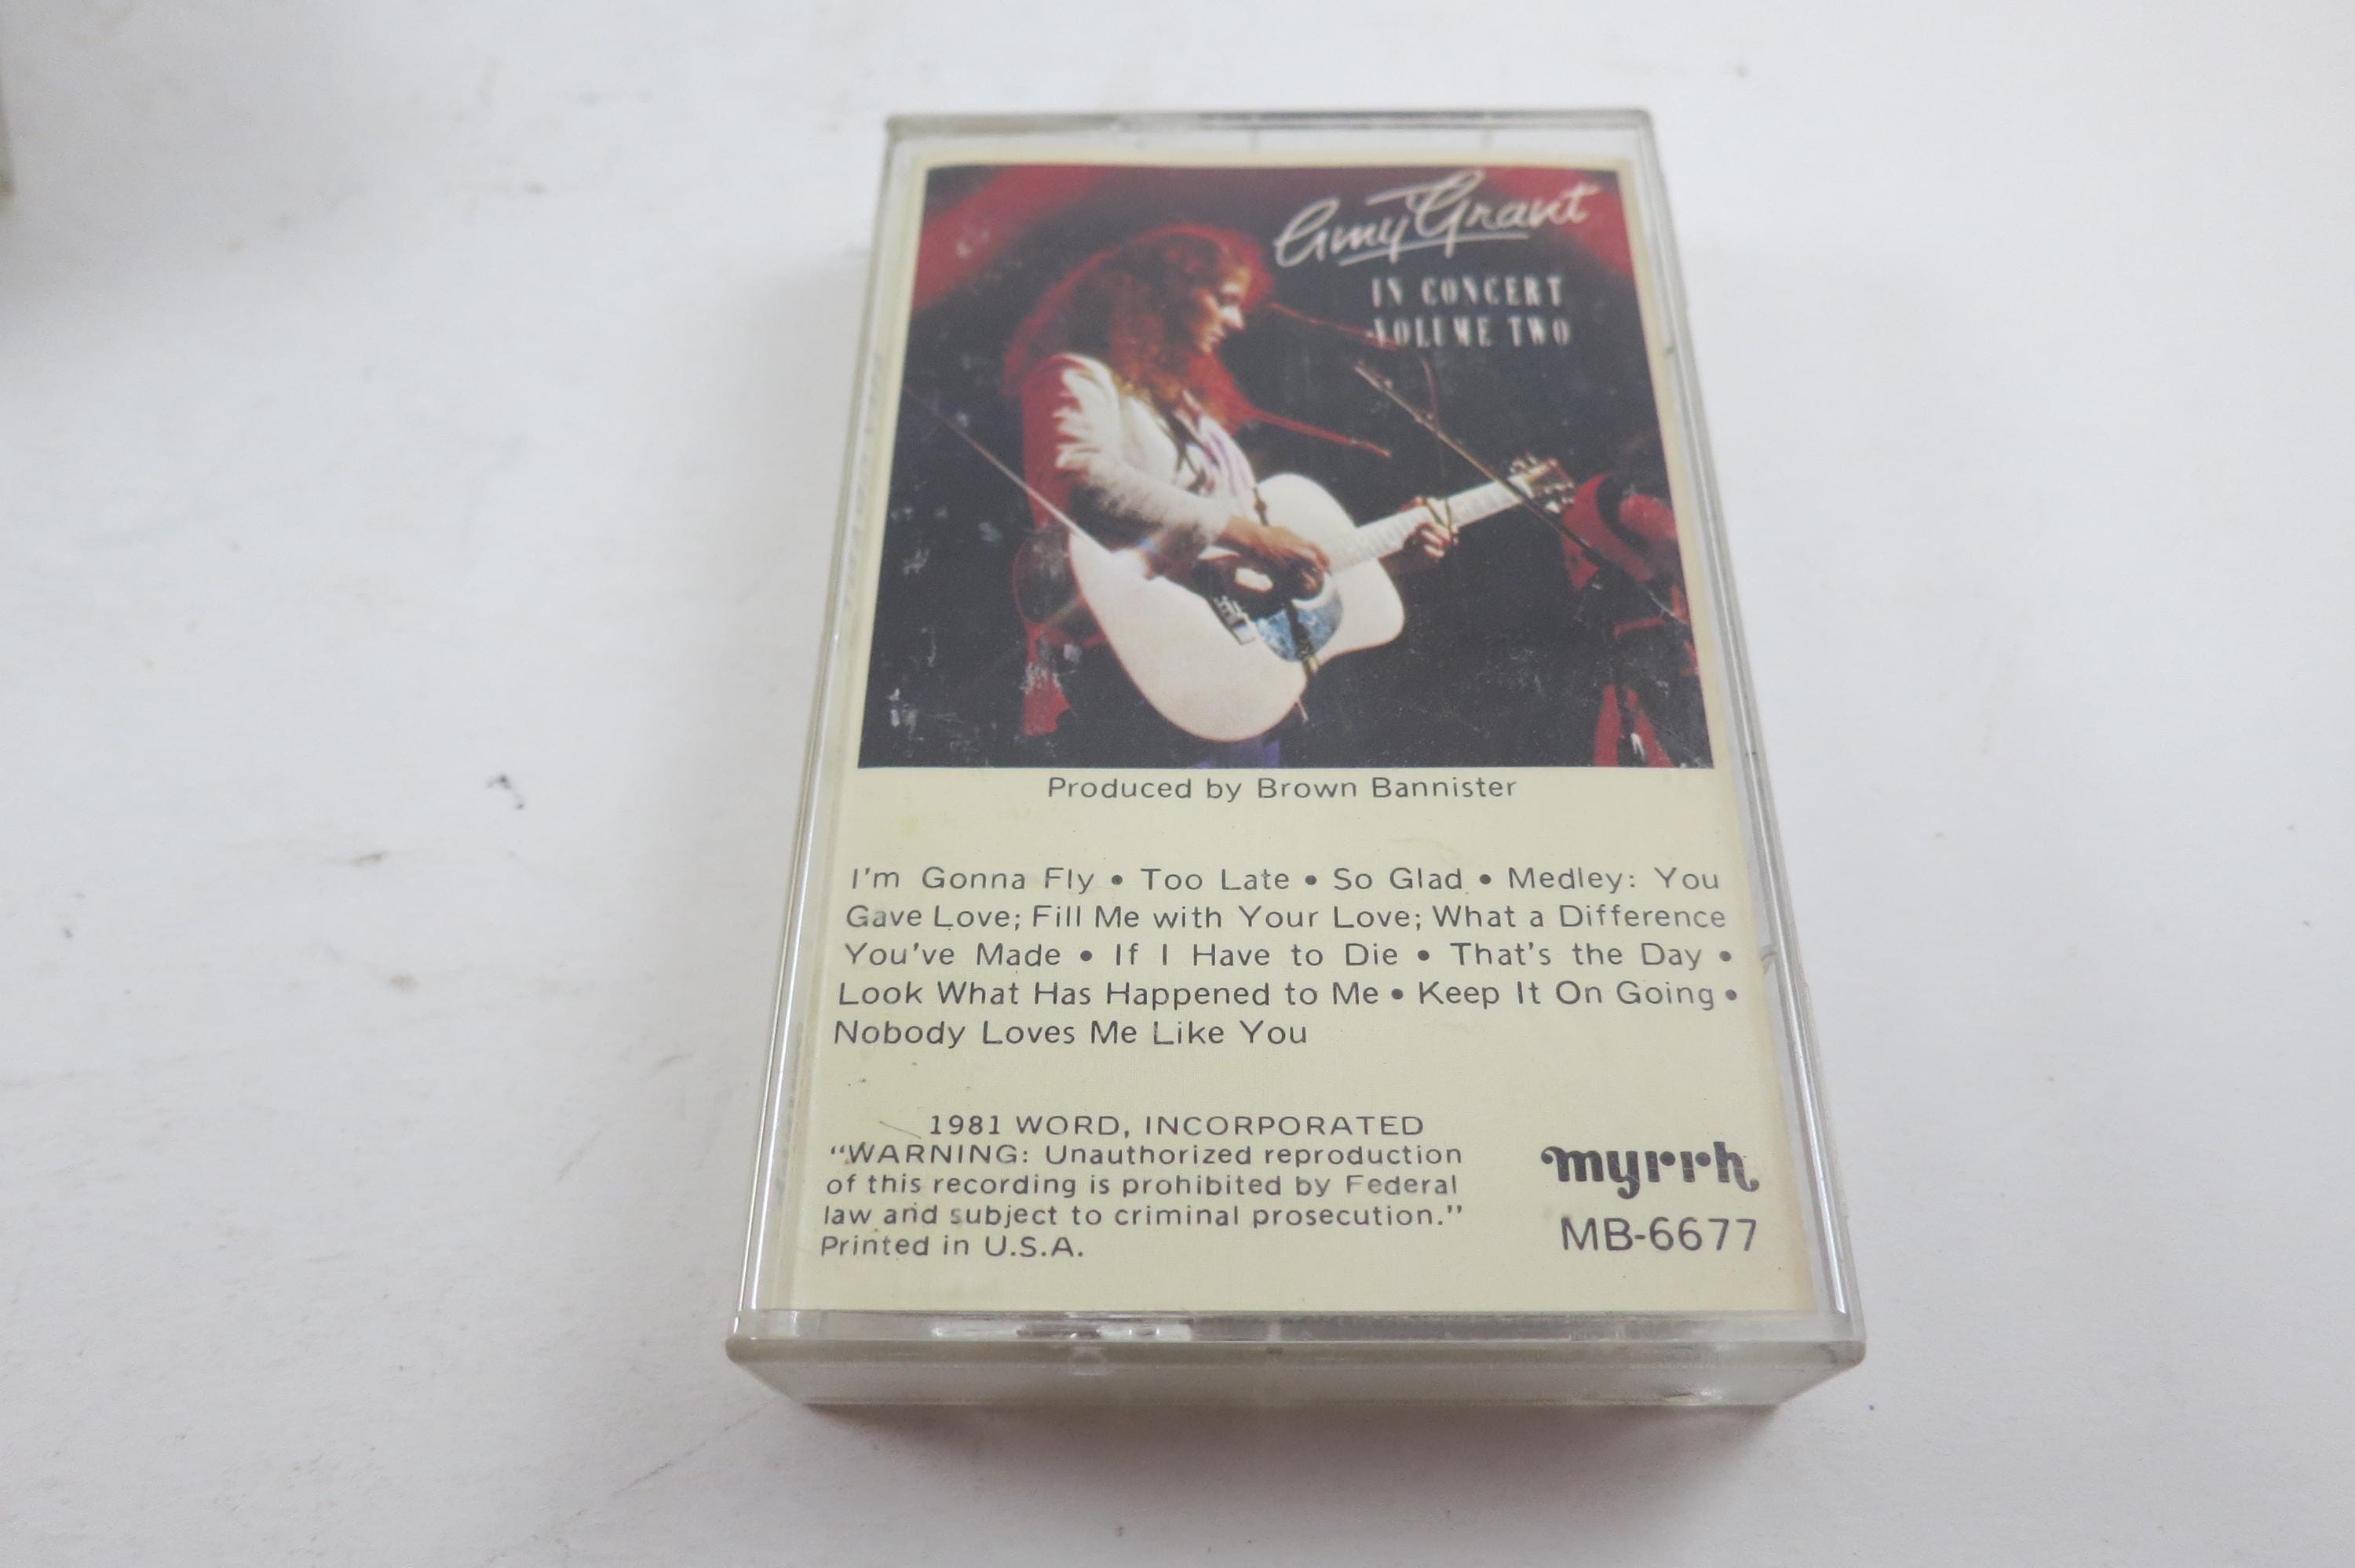 Amy Grant
IN CONCERT
VOLUME TWO
Produced by Brown Bannister
I'm Gonna Fly • Too Late • So Glad • Medley: You
Gave Love; Fill Me with Your Love; What a Difference
You've Made • If I Have to Die • That's the Day •
Look What Has Happened to Me • Keep It On Going •
Nobody Loves Me Like You
1981 WORD, INCORPORATED
"WARNING: Unauthorized reproduction
of this recording is prohibited by Federal
law and subject to criminal prosecution."
Printed in U.S.A.
myrrh
MB-6677